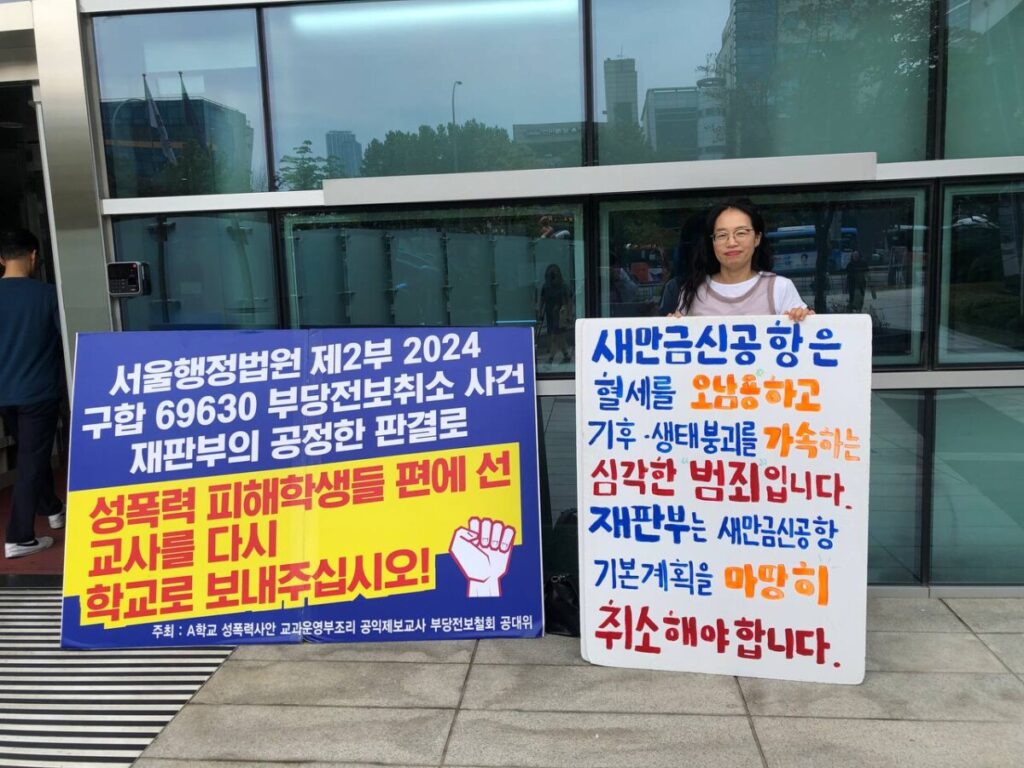 서울행정법원 제2부 2024
구합 69630 부당전보취소 사건
재판부의 공정한 판결로
성폭력 피해학생들 편에 선
교사를 다시
학교로 보내주십시오!
주최 : A학교 성폭력사안 교과운영부조리 공익제보교사 부당전보철회 공대위
새만금신공항은
혈세를 오남용하고
기후·생태붕괴를 가속하는
심각한 범죄입니다.
재판부는 새만금신공항
기본계획을 마땅히
취소해야합니다.